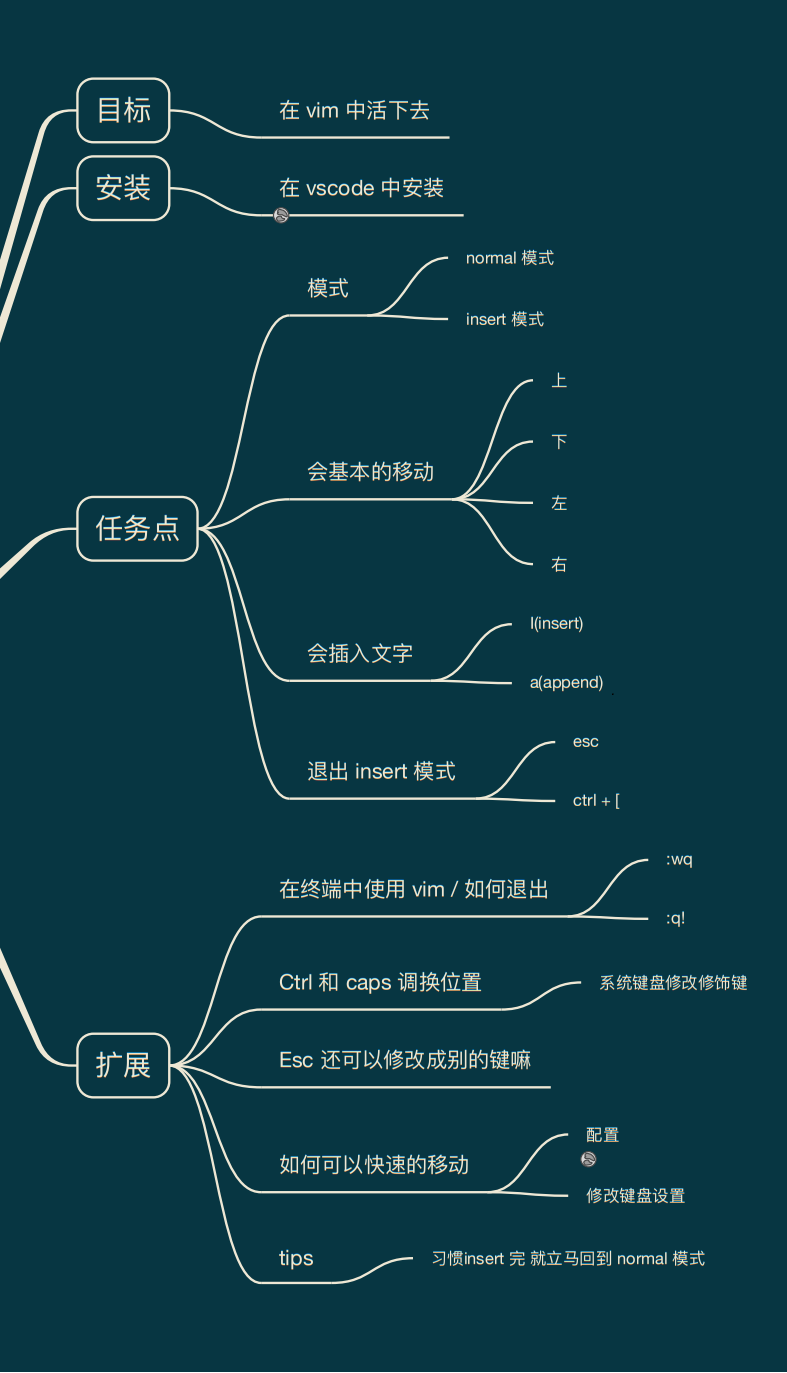 目标
在 vim 中活下去
安装
在 vscode 中安装
任务点
模式
normal 模式
insert 模式
会基本的移动
上
下
左
右
会插入文字
I(insert)
a(append)
退出 insert 模式
esc
ctrl + [
扩展
在终端中使用 vim / 如何退出
:wq
:q!
Ctrl 和 caps 调换位置
系统键盘修改修饰键
Esc 还可以修改成别的键嘛
如何可以快速的移动
配置
修改键盘设置
tips
习惯insert 完 就立马回到 normal 模式